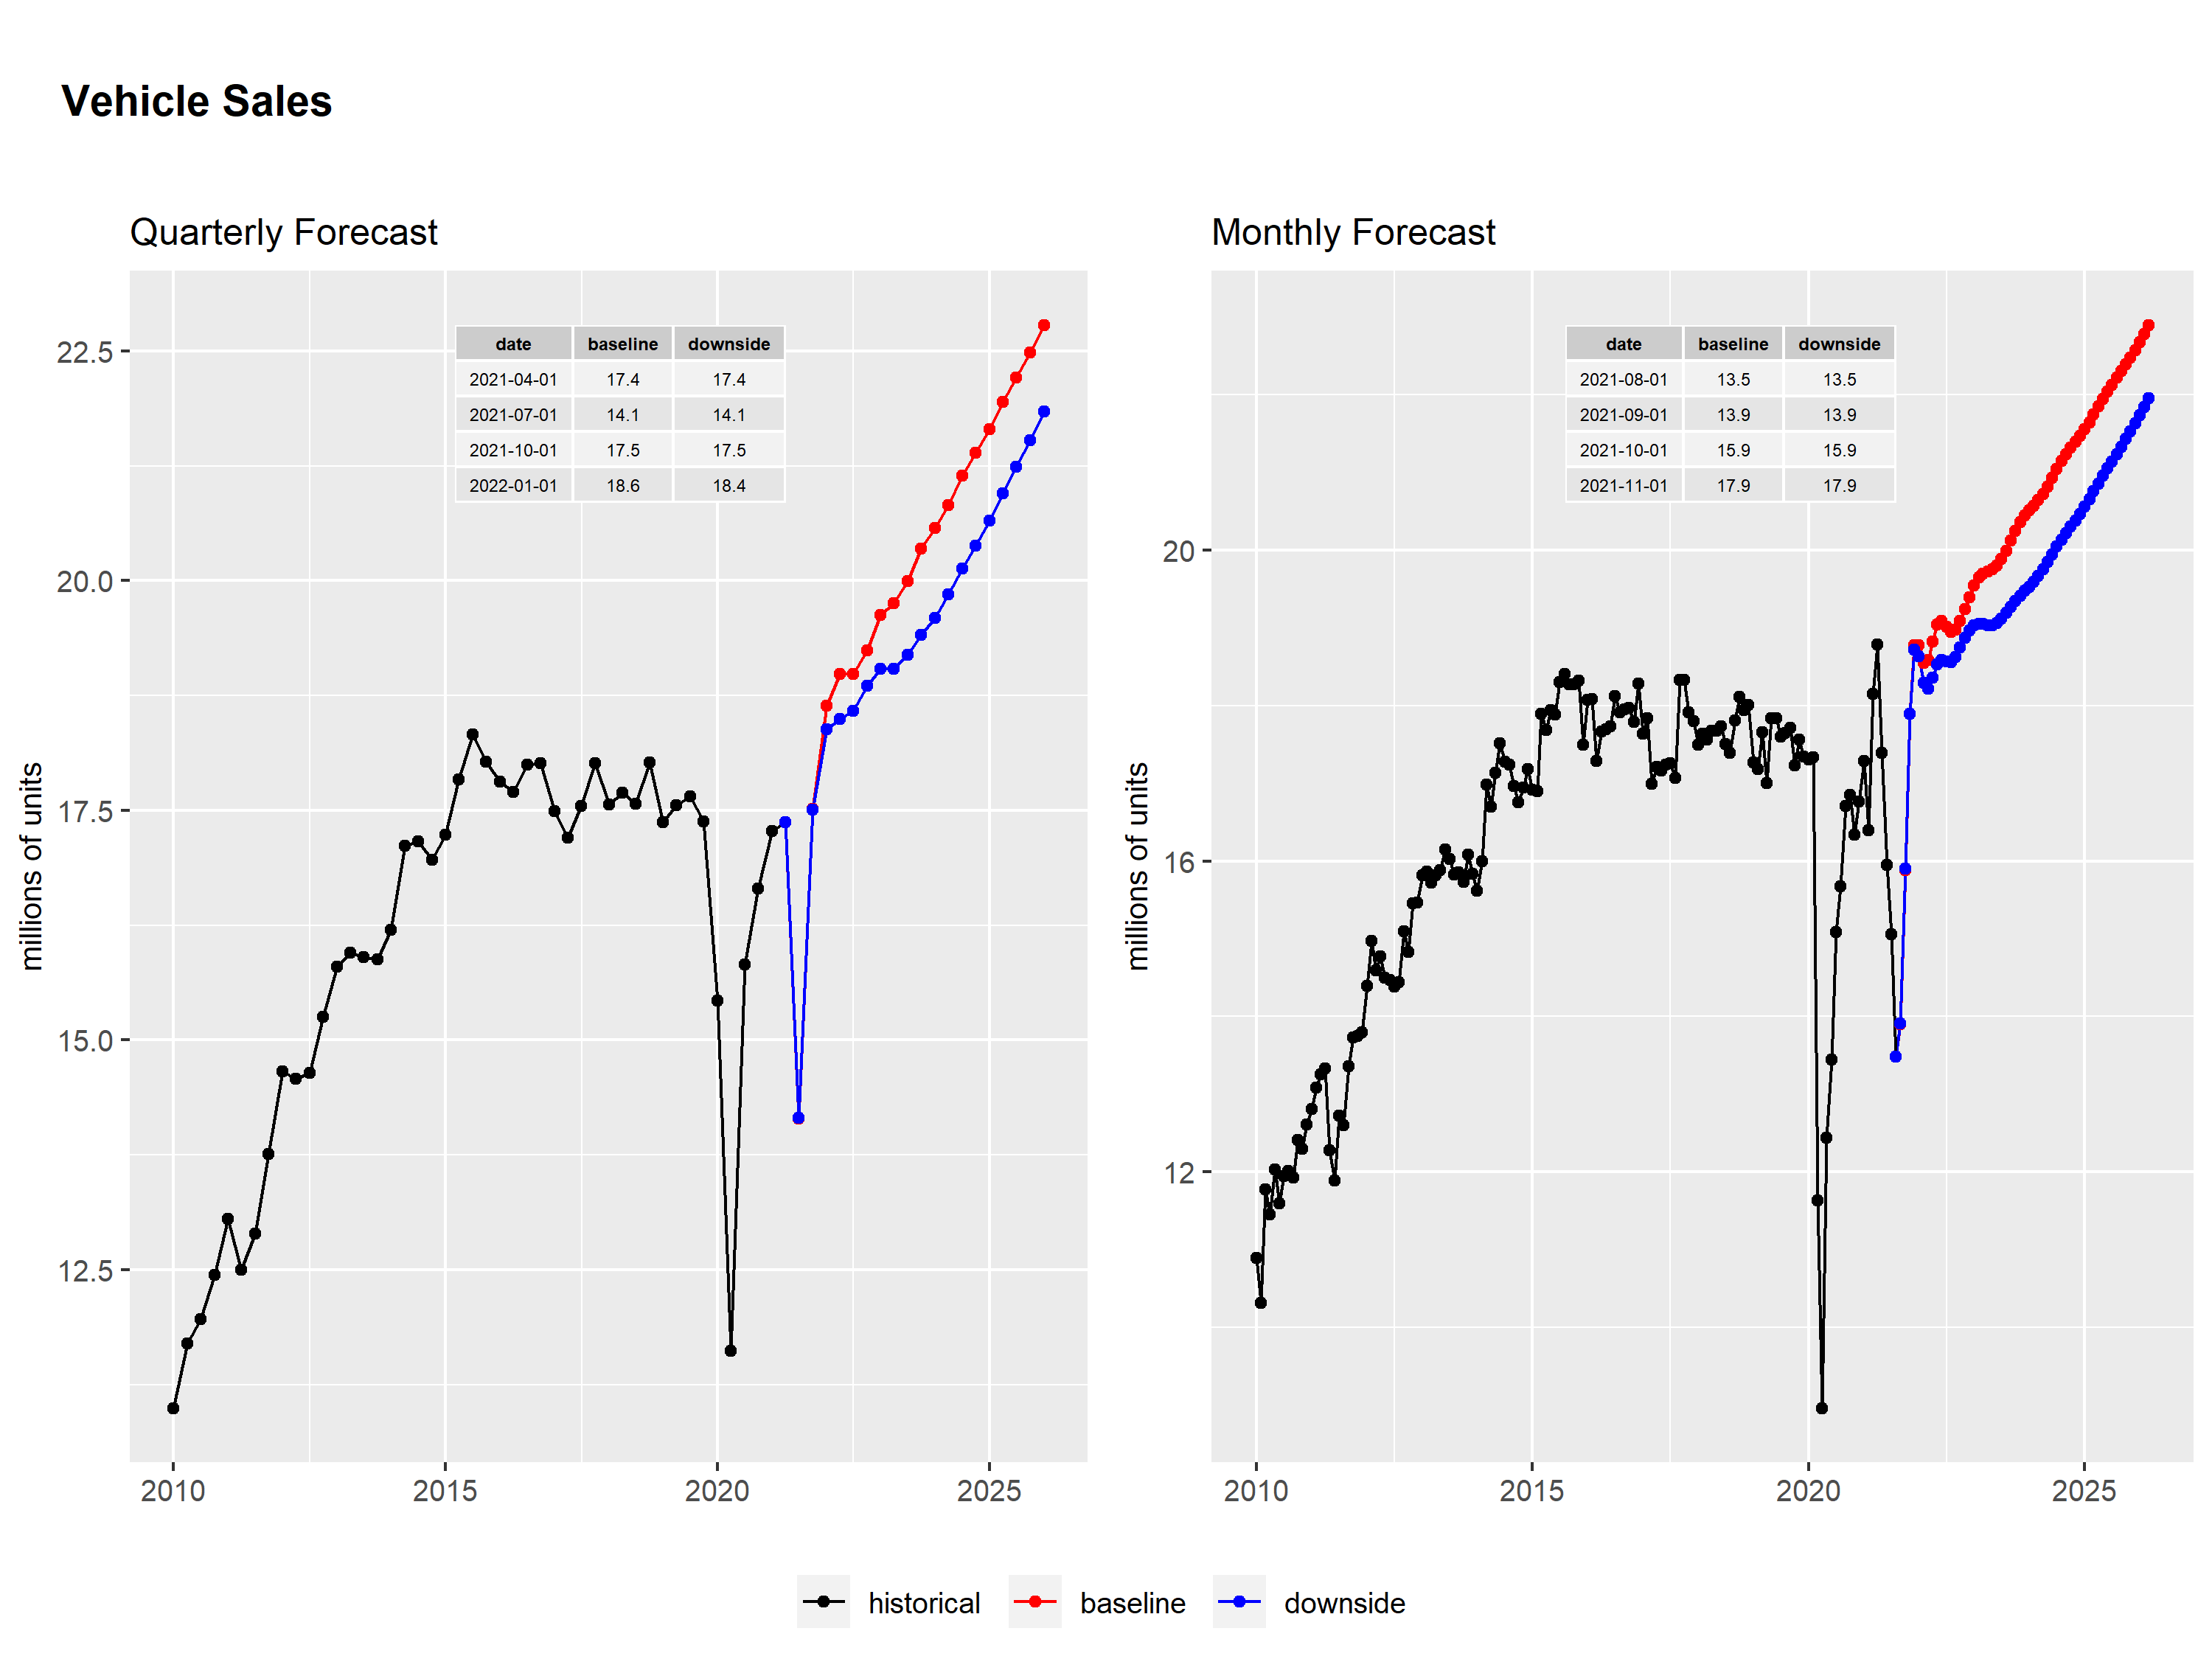 Vehicle Sales
Quarterly Forecast
millions of units
22.5
20.0
17.5
15.0
12.5
date baseline downside
2021-04-01 17.4 17.4
2021-07-01 14.1 14.1
2021-10-01 17.5 17.5
2022-01-01 18.6 18.4
2010 2015 2020 2025
Monthly Forecast
millions of units
20
16
12
date baseline downside
2021-08-01 13.5 13.5
2021-09-01 13.9 13.9
2021-10-01 15.9 15.9
2021-11-01 17.9 17.9
2010 2015 2020 2025
historical baseline downside